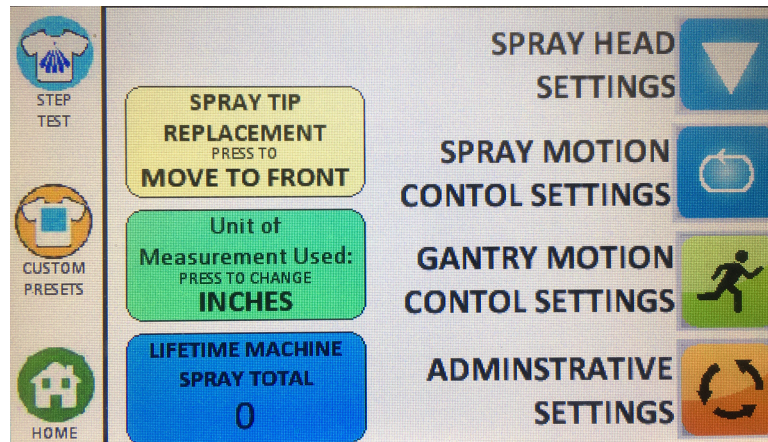 STEP
TEST
CUSTOM
PRESETS
HOME
SPRAY TIP
REPLACEMENT
PRESS TO
MOVE TO FRONT
Unit of
Measurement Used:
PRESS TO CHANGE
INCHES
LIFETIME MACHINE
SPRAY TOTAL
0
SPRAY HEAD
SETTINGS
SPRAY MOTION
CONTOL SETTINGS
GANTRY MOTION
CONTOL SETTINGS
ADMINSTRATIVE
SETTINGS